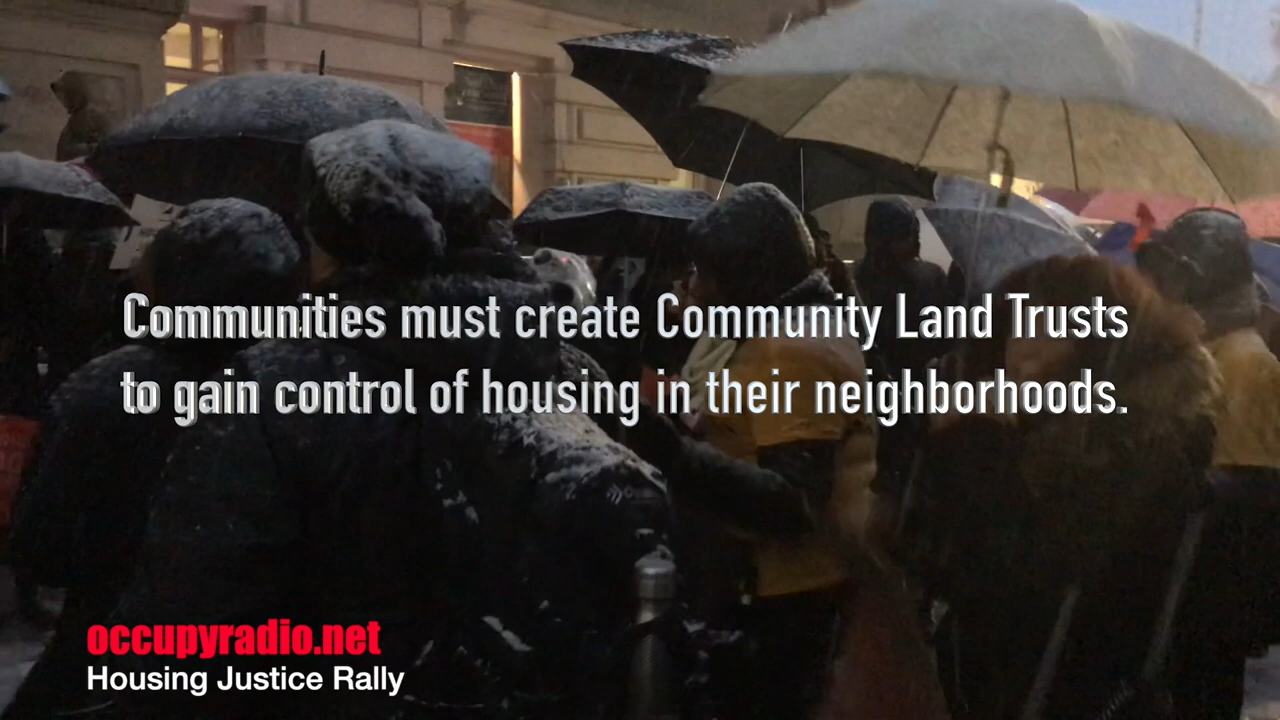 Communities must create Community Land Trusts
to gain control of housing in their neighborhoods.
occupyradio.net
Housing Justice Rally